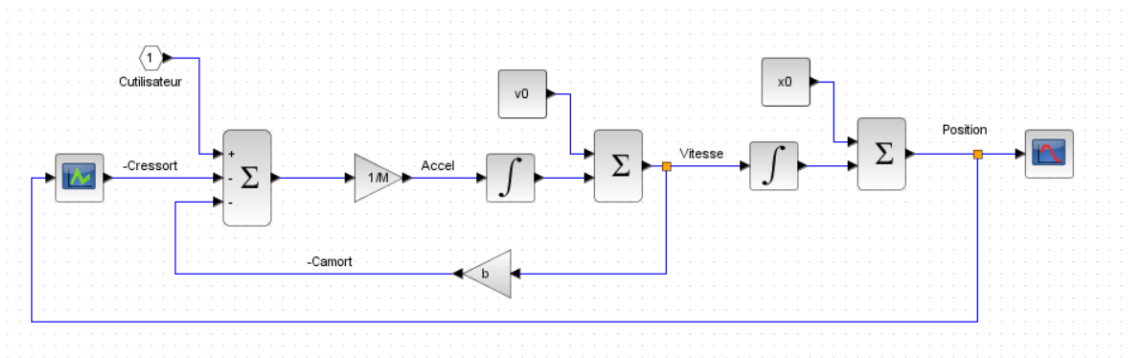 1
Cutilisateur
v0
x0
Position
-Cressort
+
-
-
Σ
1/M
Accel
∫
Σ
Vitesse
∫
Σ
-Camort
b